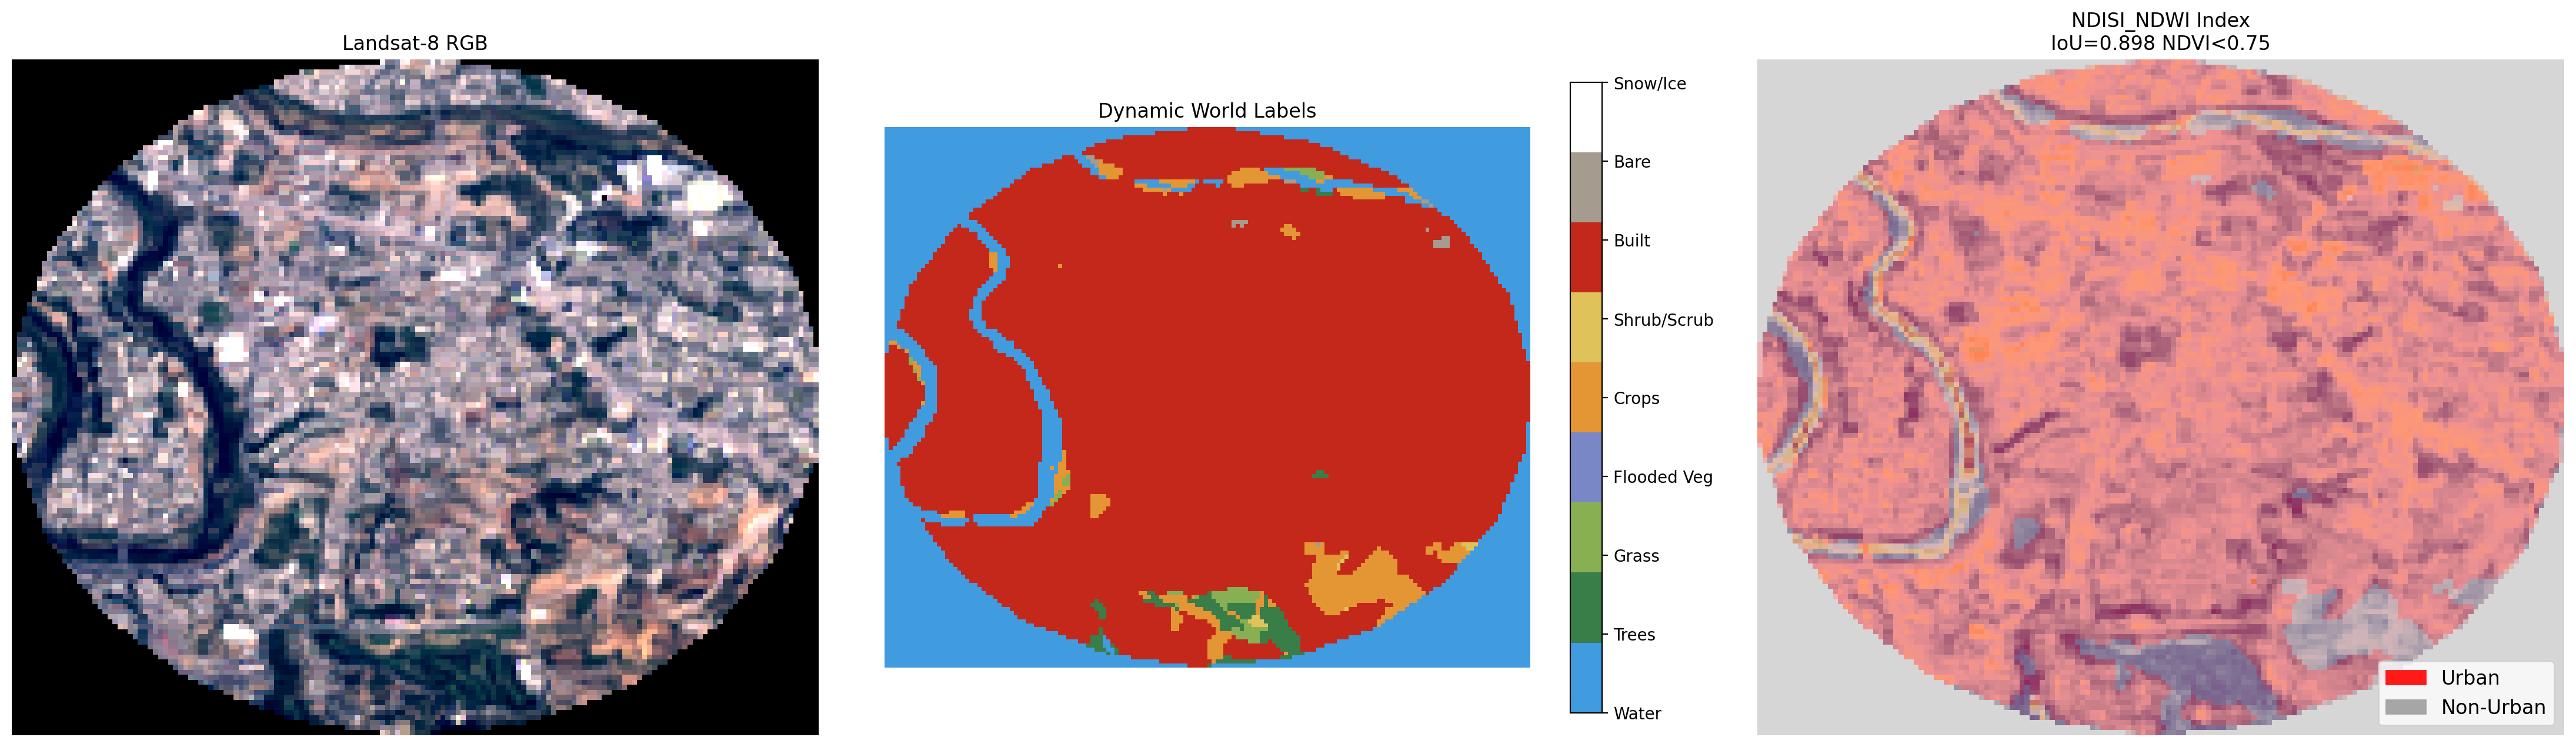 Landsat-8 RGB
Dynamic World Labels
Snow/Ice
Bare
Built
Shrub/Scrub
Crops
Flooded Veg
Grass
Trees
Water
NDISI_NDWI Index
IoU=0.898 NDVI<0.75
Urban
Non-Urban